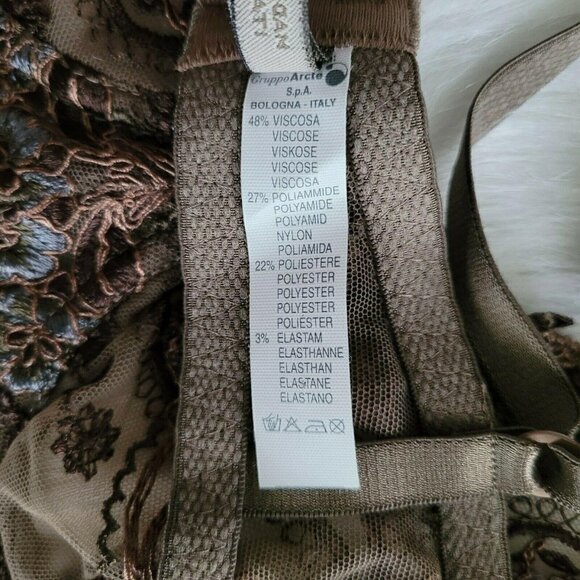 GruppoArcte
S.p.A.
BOLOGNA - ITALY
48% VISCOSA
VISCOSE
VISKOSE
VISCOSE
VISCOSA
27% POLIAMMIDE
POLYAMIDE
POLYAMID
NYLON
POLIAMIDA
22% POLIESTERE
POLYESTER
POLYESTER
POLYESTER
POLIÉSTER
3% ELASTAM
ELASTHANNE
ELASTHAN
ELASTANE
ELASTANO